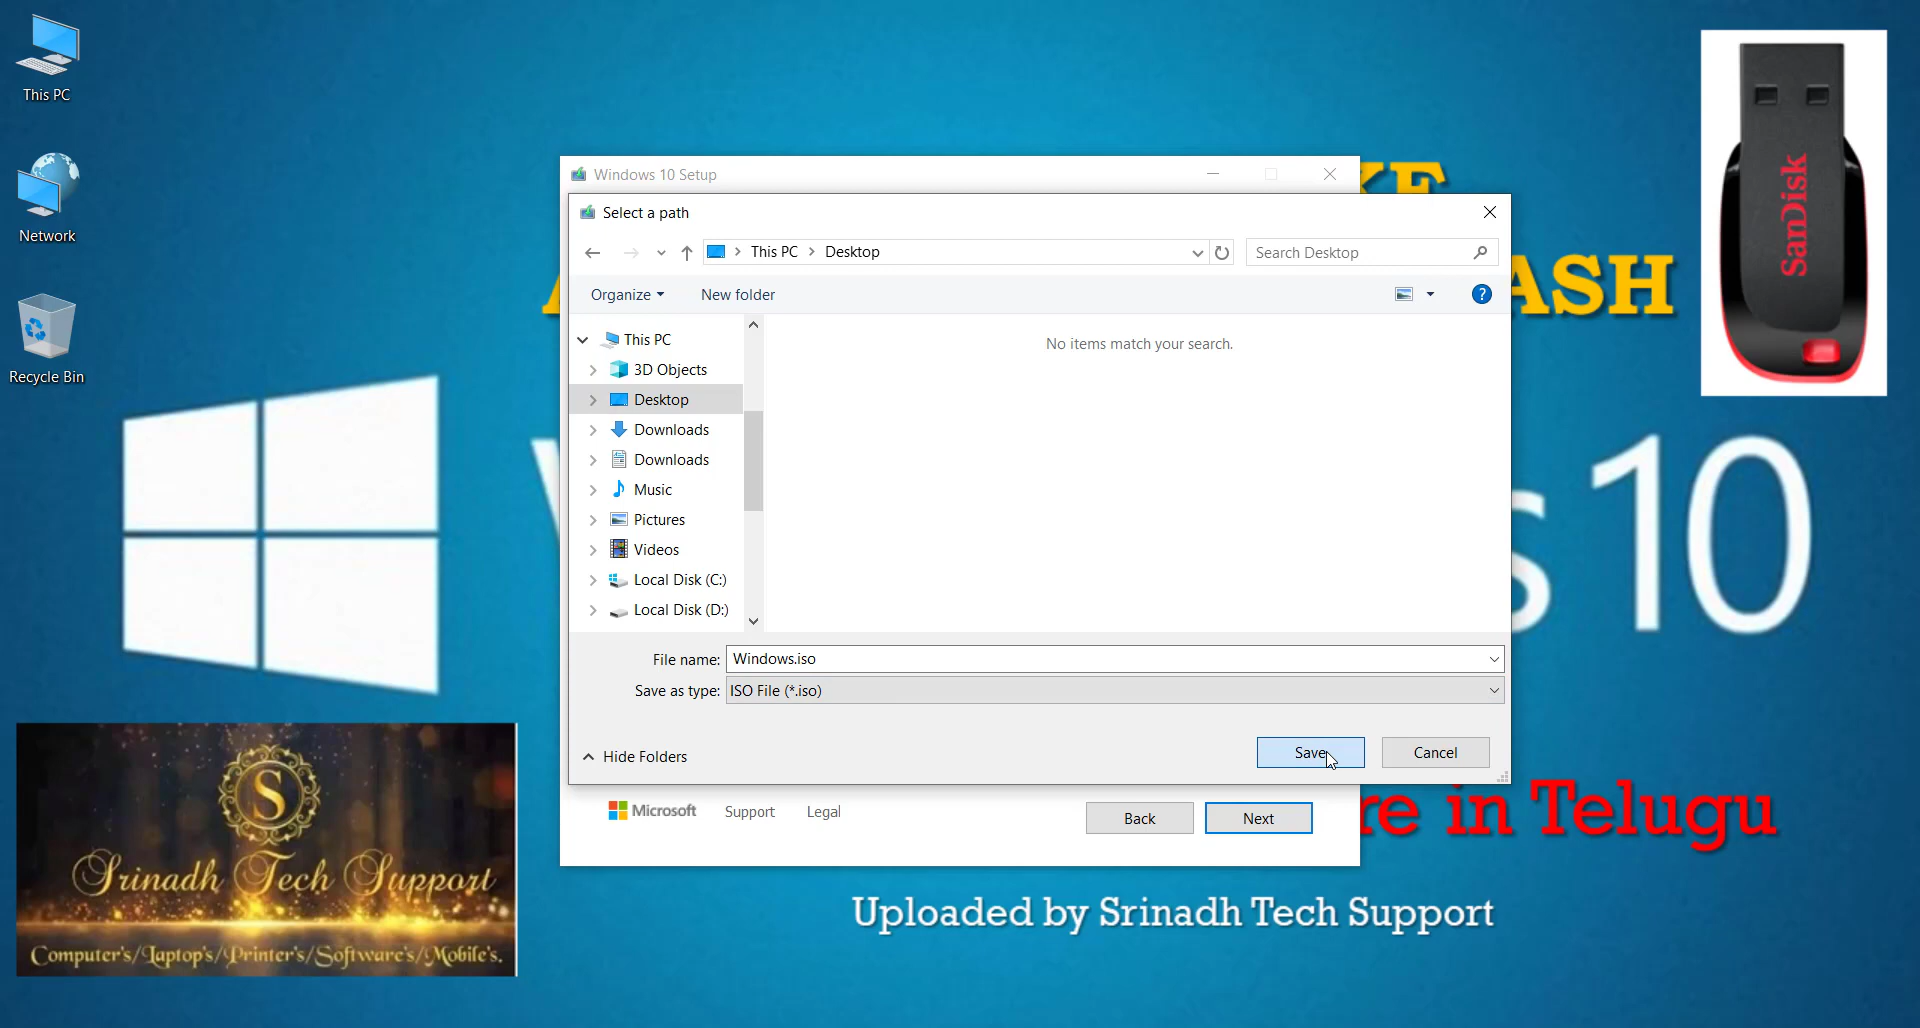 This PC
Network
Recycle Bin
SanDisk
Windows 10 Setup
Select a path
This PC
Desktop
Search Desktop
Organize
New folder
?
ASH
This PC
3D Objects
Desktop
Downloads
Downloads
Music
Pictures
Videos
Local Disk (C:)
Local Disk (D:)
No items match your search.
s 10
File name: Windows.iso
Save as type: ISO File (*.iso)
Hide Folders
Save
Cancel
Microsoft
Support
Legal
Back
Next
re in Telugu
Uploaded by Srinadh Tech Support
S
Srinadh Tech Support
Computer's/Laptop's/Printer's/Software's/Mobile's.